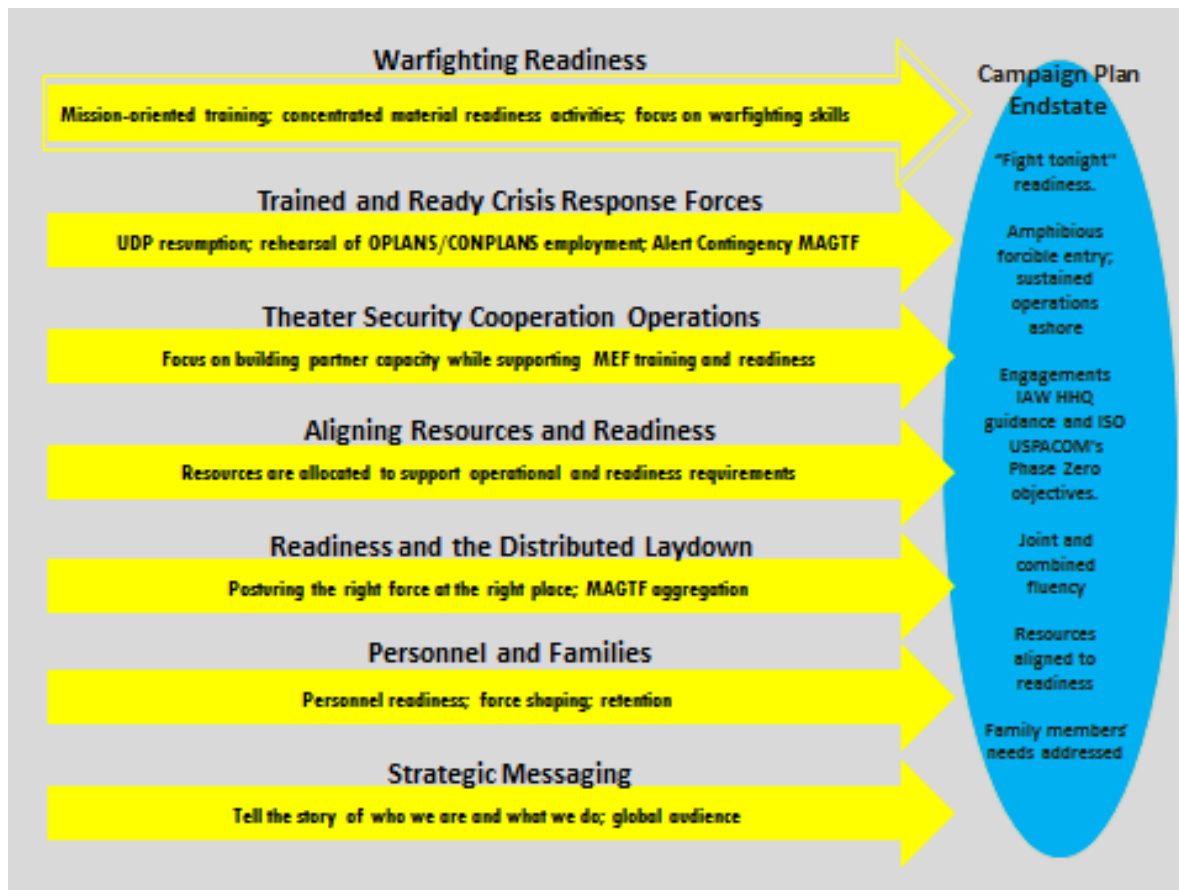 Warfighting Readiness
Mission-oriented training; concentrated material readiness activities; focus on warfighting skills
Trained and Ready Crisis Response Forces
UDP resumption; rehearsal of OPLANS/CONPLANS employment; Alert Contingency MAGTF
Theater Security Cooperation Operations
Focus on building partner capacity while supporting MEF training and readiness
Aligning Resources and Readiness
Resources are allocated to support operational and readiness requirements
Readiness and the Distributed Laydown
Posturing the right force at the right place; MAGTF aggregation
Personnel and Families
Personnel readiness; force shaping; retention
Strategic Messaging
Tell the story of who we are and what we do; global audience
Campaign Plan
Endstate
"Fight tonight"
readiness.
Amphibious
forcible entry;
sustained
operations
ashore
Engagements
IAW HHQ
guidance and ISO
USPACOM's
Phase Zero
objectives.
Joint and
combined
fluency
Resources
aligned to
readiness
Family members'
needs addressed